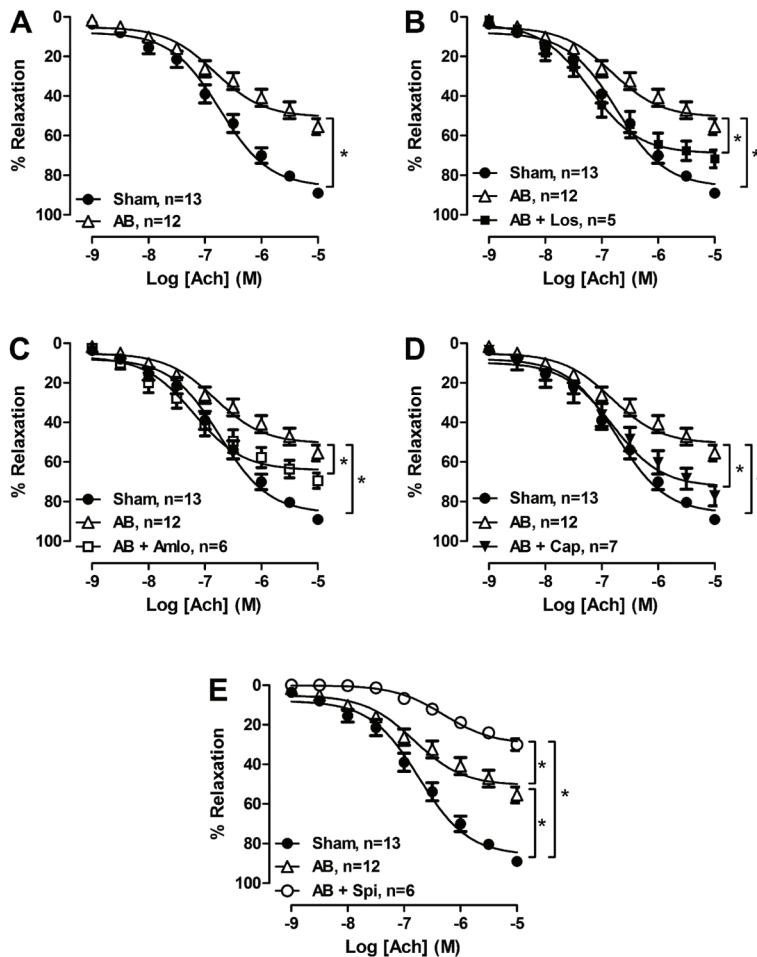 A
0
20
40
60
80
100
% Relaxation
Sham, n=13
AB, n=12
*
-9 -8 -7 -6 -5
Log [Ach] (M)
B
0
20
40
60
80
100
% Relaxation
Sham, n=13
AB, n=12
AB + Los, n=5
* *
-9 -8 -7 -6 -5
Log [Ach] (M)
C
0
20
40
60
80
100
% Relaxation
Sham, n=13
AB, n=12
AB + Amlo, n=6
*
*
-9 -8 -7 -6 -5
Log [Ach] (M)
D
0
20
40
60
80
100
% Relaxation
Sham, n=13
AB, n=12
AB + Cap, n=7
* *
-9 -8 -7 -6 -5
Log [Ach] (M)
E
0
20
40
60
80
100
% Relaxation
Sham, n=13
AB, n=12
AB + Spi, n=6
*
*
*
-9 -8 -7 -6 -5
Log [Ach] (M)